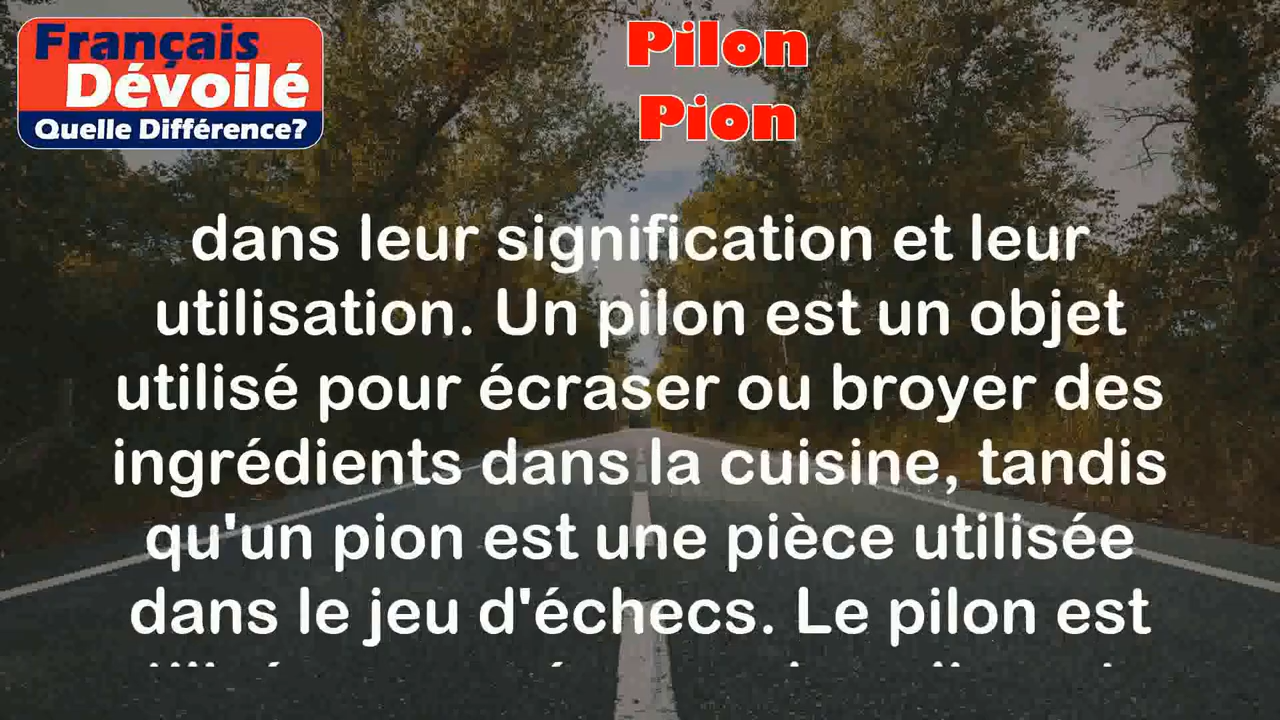 Français
Dévoilé
Quelle Différence?
Pilon
Pion
dans leur signification et leur
utilisation. Un pilon est un objet
utilisé pour écraser ou broyer des
ingrédients dans la cuisine, tandis
qu'un pion est une pièce utilisée
dans le jeu d'échecs. Le pilon est